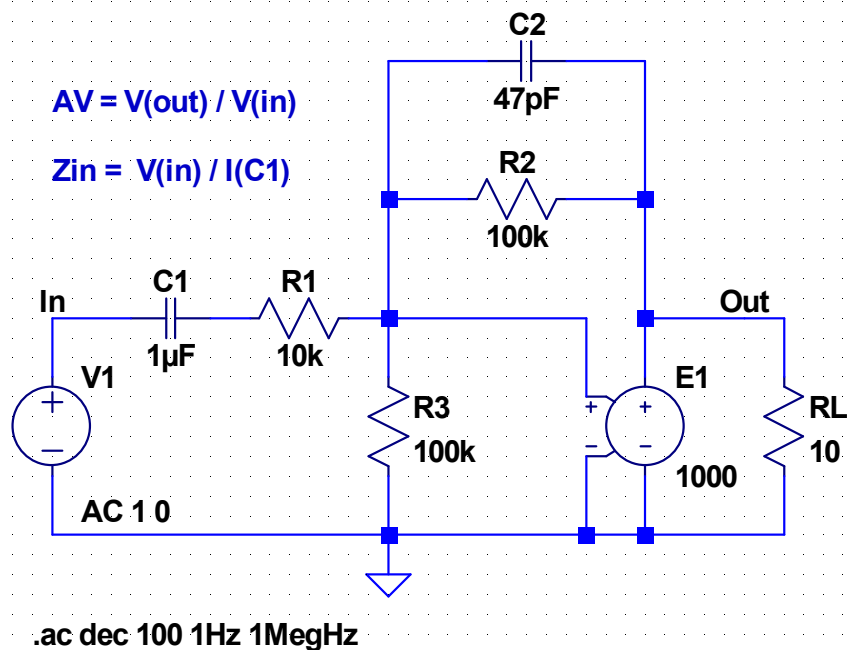 C2
47pF
AV = V(out) / V(in)
Zin = V(in) / I(C1)
R2
100k
In
C1
1µF
R1
10k
Out
V1
+
−
AC 1 0
R3
100k
+
−
E1
+
−
1000
RL
10
.ac dec 100 1Hz 1MegHz